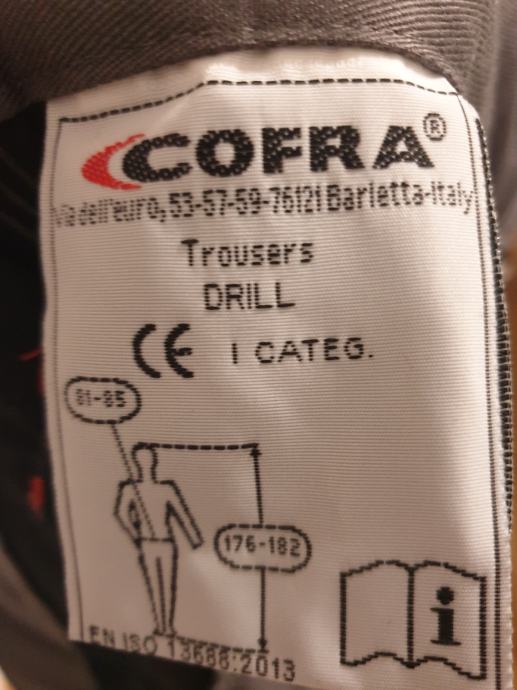 COFRA®
Via dell'euro, 53-57-59-76121 Barletta-Italy
Trousers
DRILL
CE I CATEG.
81-85
176-182
i
EN ISO 13688:2013